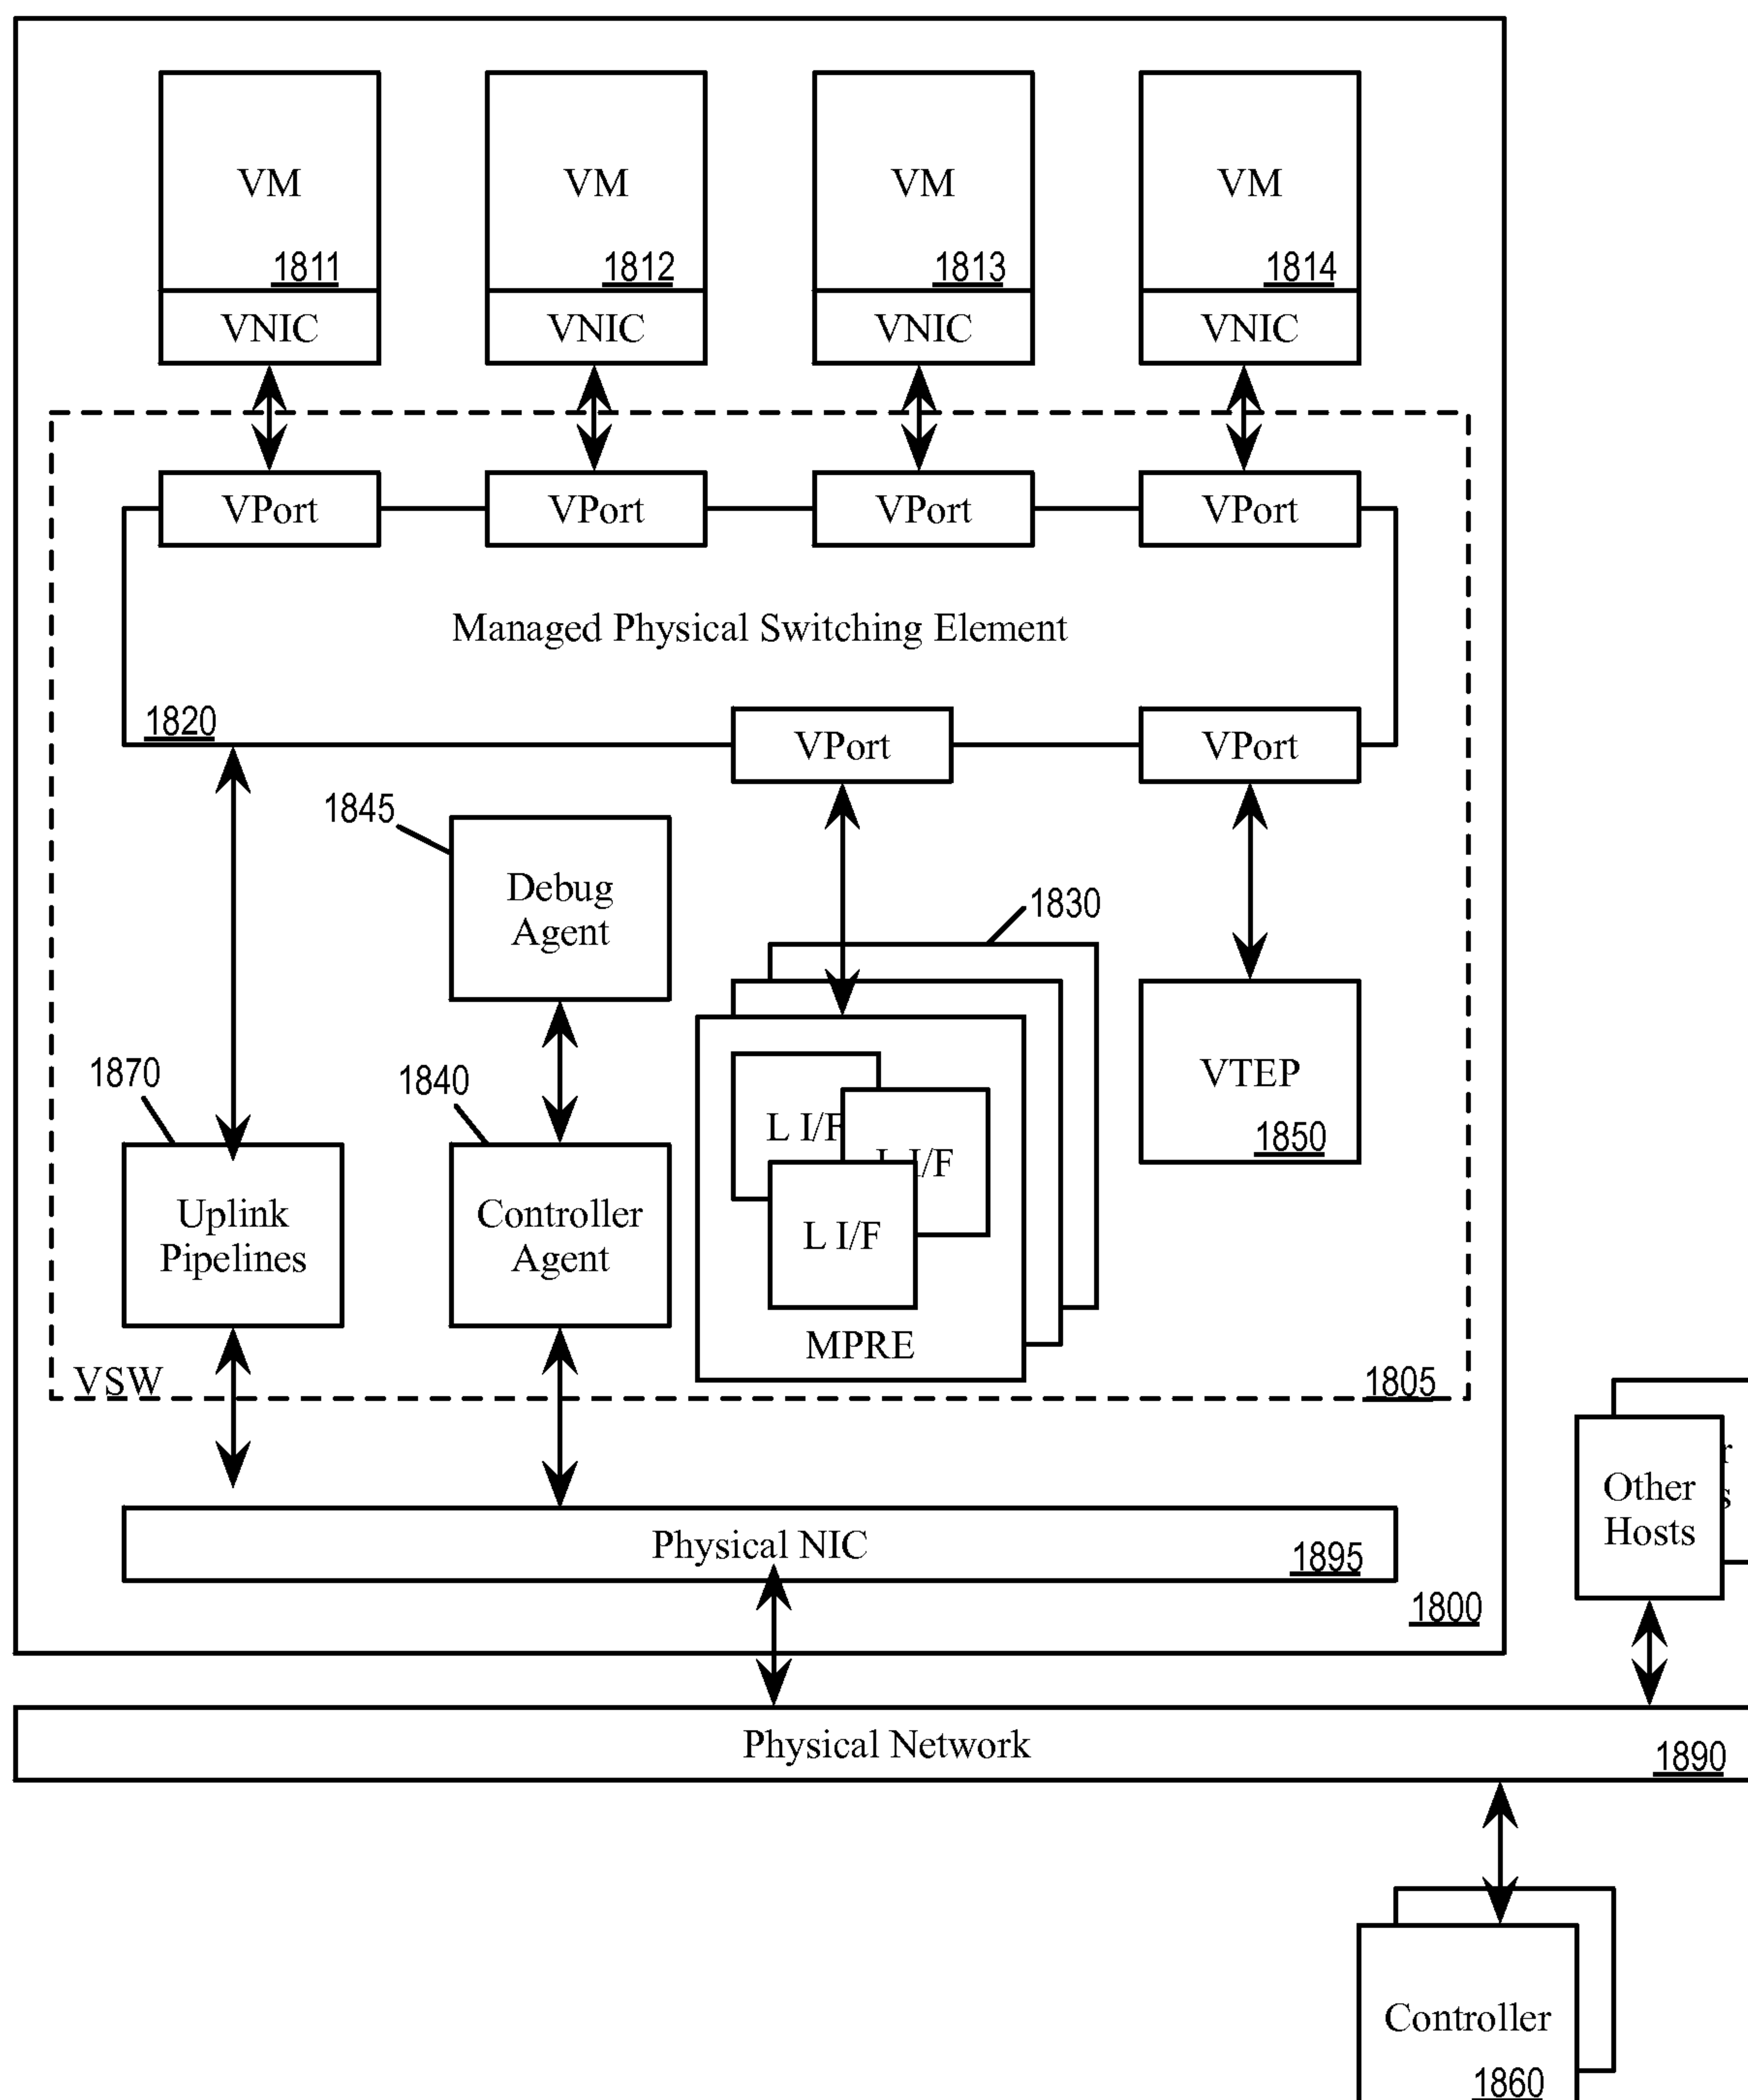 VM
VM
VM
VM
1811
1812
1813
1814
VNIC
VNIC
VNIC
VNIC
VPort
VPort
VPort
VPort
Managed Physical Switching Element
1820
VPort
VPort
1845
Debug
Agent
1830
1870
1840
L I/F
I/F
L I/F
VTEP
1850
Uplink
Pipelines
Controller
Agent
MPRE
VSW
1805
Other
Hosts
Physical NIC
1895
1800
Physical Network
1890
Controller
1860